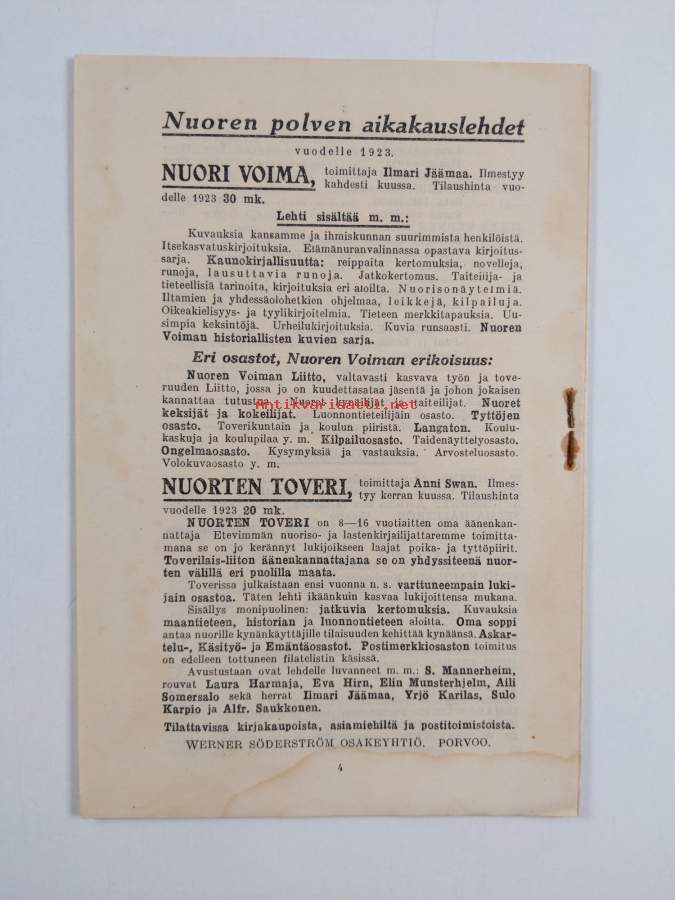 Nuoren polven aikakauslehdet
vuodelle 1923.
NUORI VOIMA, toimittaja Ilmari Jäämaa. Ilmestyy
kahdesti kuussa. Tilaushinta vuo-
delle 1923 30 mk.
Lehti sisältää m. m.:
Kuvauksia kansamme ja ihmiskunnan suurimmista henkilöistä.
Itsekasvatuskirjoituksia. Elämänuranvalinnassa opastava kirjoitus-
sarja. Kaunokirjallisuutta: reippaita kertomuksia, novelleja,
runoja, lausuttavia runoja. Jatkokertomus. Taiteilija- ja
tieteellisiä tarinoita, kirjoituksia eri aloilta. Nuorisonäytelmiä.
Iltamien ja yhdessäolohetkien ohjelmaa, leikkejä, kilpailuja.
Oikeakielisyys- ja tyylikirjoitelmia. Tieteen merkkitapauksia. Uu-
simpia keksintöjä. Urheilukirjoituksia. Kuvia runsaasti. Nuoren
Voiman historiallisten kuvien sarja.
Eri osastot, Nuoren Voiman erikoisuus:
Nuoren Voiman Liitto, valtavasti kasvava työn ja tove-
ruuden Liitto, jossa jo on kuudettasataa jäsentä ja johon jokaisen
kannattaa tutustua. Nuoret kynäilijät ja taiteilijat. Nuoret
keksijät ja kokeilijat. Luonnontieteilijäin osasto. Tyttöjen
osasto. Toverikuntain ja koulun piiristä. Langaton. Koulu-
kaskuja ja koulupilaa y. m. Kilpailuosasto. Taidenäyttelyosasto.
Ongelmaosasto. Kysymyksiä ja vastauksia. Arvosteluosasto.
Volokuvaosasto y. m.
NUORTEN TOVERI, toimittaja Anni Swan. Ilmes-
tyy kerran kuussa. Tilaushinta
vuodelle 1923 20 mk.
NUORTEN TOVERI on 8—16 vuotiaitten oma äänenkan-
nattaja Etevimmän nuoriso- ja lastenkirjailijattaremme toimitta-
mana se on jo kerännyt lukijoikseen laajat poika- ja tyttöpiirit.
Toverilais-liiton äänenkannattajana se on yhdyssiteenä nuor-
ten välillä eri puolilla maata.
Toverissa julkaistaan ensi vuonna n. s. varttuneempain luki-
jain osastoa. Täten lehti ikäänkuin kasvaa lukijoittensa mukana.
Sisällys monipuolinen: jatkuvia kertomuksia. Kuvauksia
maantieteen, historian ja luonnontieteen aloilta. Oma soppi
antaa nuorille kynänkäyttäjille tilaisuuden kehittää kynäänsä. Askar-
telu-, Käsityö- ja Emäntäosastot. Postimerkkiosaston toimitus
on edelleen tottuneen filatelistin käsissä.
Avustustaan ovat lehdelle luvanneet m. m.: S. Mannerheim,
rouvat Laura Harmaja, Eva Hirn, Elin Munsterhjelm, Aili
Somersalo sekä herrat Ilmari Jäämaa, Yrjö Karilas, Sulo
Karpio ja Alfr. Saukkonen.
Tilattavissa kirjakaupoista, asiamiehiltä ja postitoimistoista.
WERNER SÖDERSTRÖM OSAKEYHTIÖ, PORVOO.
4
Antikvariaatti.net